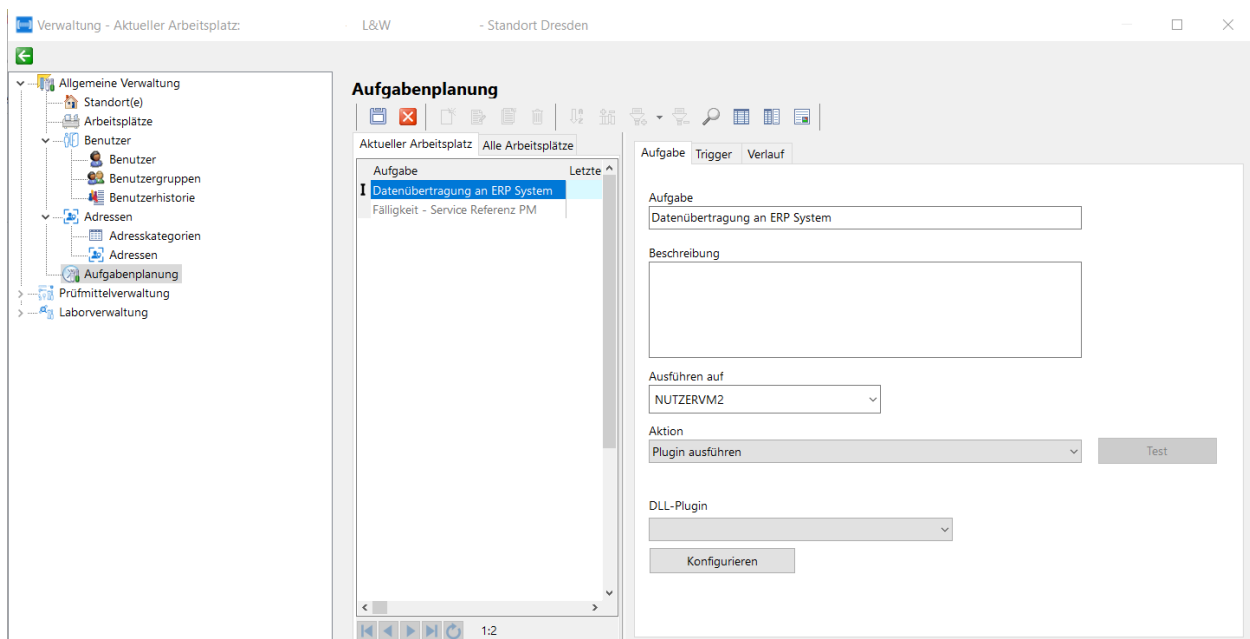 Verwaltung - Aktueller Arbeitsplatz: L&W - Standort Dresden
Allgemeine Verwaltung
Standort(e)
Arbeitsplätze
Benutzer
Benutzer
Benutzergruppen
Benutzerhistorie
Adressen
Adresskategorien
Adressen
Aufgabenplanung
Prüfmittelverwaltung
Laborverwaltung
Aufgabenplanung
Aktueller Arbeitsplatz Alle Arbeitsplätze
Aufgabe Letzte
Datenübertragung an ERP System
Fälligkeit - Service Referenz PM
1:2
Aufgabe Trigger Verlauf
Aufgabe
Datenübertragung an ERP System
Beschreibung
Ausführen auf
NUTZERVM2
Aktion
Plugin ausführen Test
DLL-Plugin
Konfigurieren